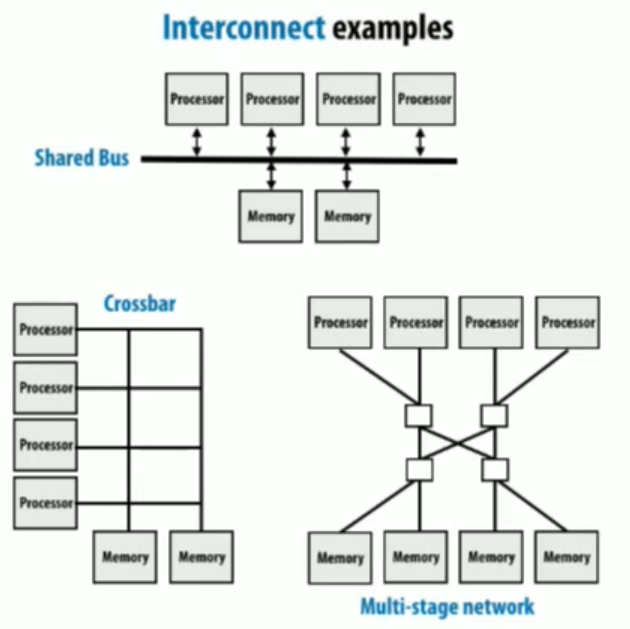 Interconnect examples
Processor Processor Processor Processor
Shared Bus
Memory Memory
Crossbar
Processor
Processor
Processor
Processor
Memory Memory
Processor Processor Processor Processor
Memory Memory Memory Memory
Multi-stage network